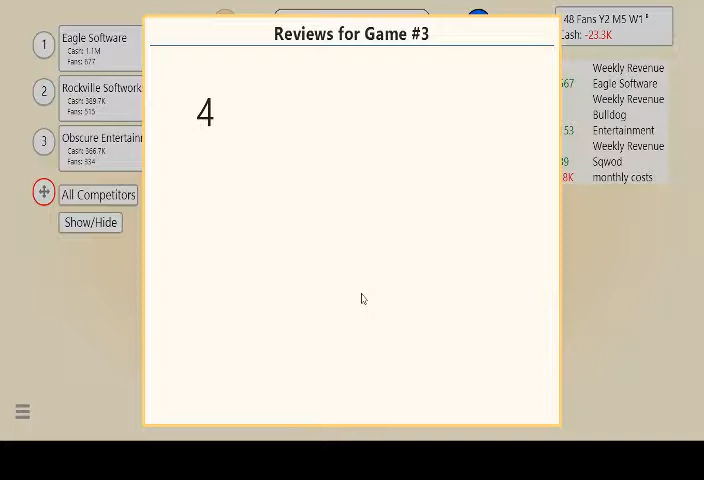 Reviews for Game #3
4
1
Eagle Software
Cash: 1.1M
Fans: 677
2
Rockville Softwork
Cash: 389.7K
Fans: 515
3
Obscure Entertain
Cash: 366.7K
Fans: 334
All Competitors
Show/Hide
48 Fans Y2 M5 W1
Cash: -23.3K
Weekly Revenue
567 Eagle Software
Weekly Revenue
Bulldog
53 Entertainment
Weekly Revenue
39 Sqwod
8K monthly costs